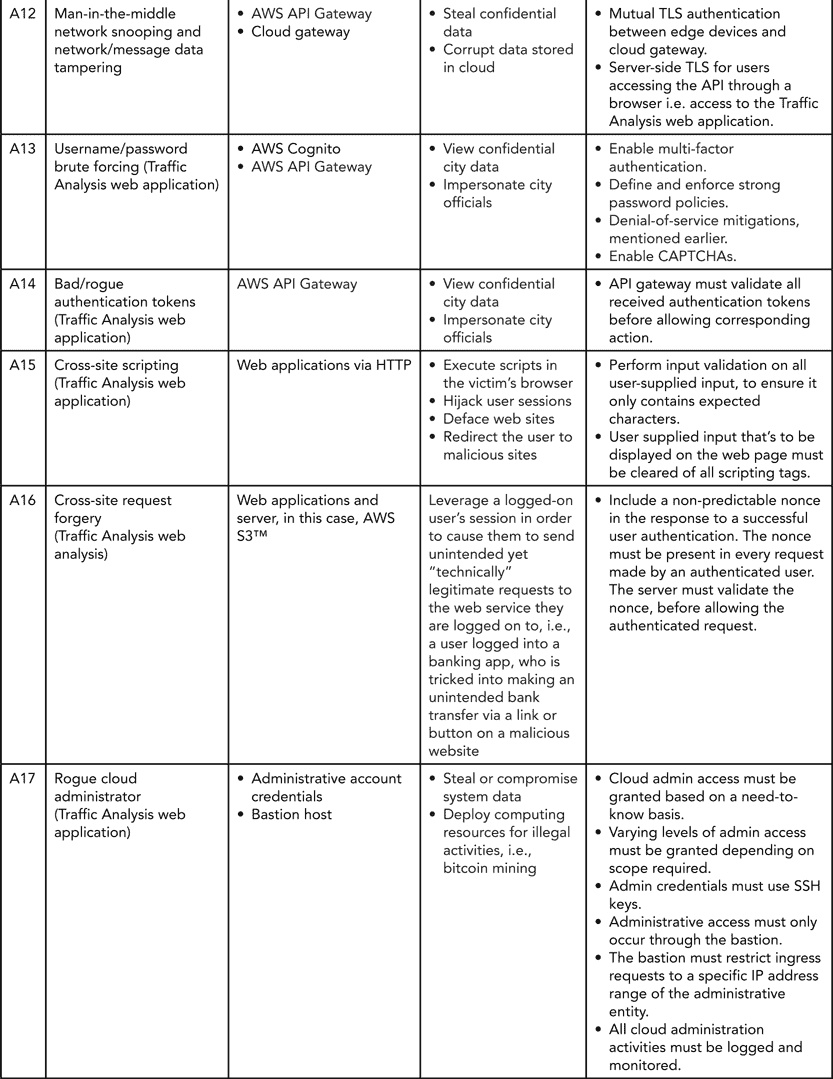 A12
Man-in-the-middle
network snooping and
network/message data
tampering
• AWS API Gateway
• Cloud gateway
• Steal confidential
data
• Corrupt data stored
in cloud
• Mutual TLS authentication
between edge devices and
cloud gateway.
• Server-side TLS for users
accessing the API through a
browser i.e. access to the Traffic
Analysis web application.
A13
Username/password
brute forcing (Traffic
Analysis web application)
• AWS Cognito
• AWS API Gateway
• View confidential
city data
• Impersonate city
officials
• Enable multi-factor
authentication.
• Define and enforce strong
password policies.
• Denial-of-service mitigations,
mentioned earlier.
• Enable CAPTCHAs.
A14
Bad/rogue
authentication tokens
(Traffic Analysis web
application)
AWS API Gateway
• View confidential
city data
• Impersonate city
officials
• API gateway must validate all
received authentication tokens
before allowing corresponding
action.
A15
Cross-site scripting
(Traffic Analysis web
application)
Web applications via HTTP
• Execute scripts in
the victim's browser
• Hijack user sessions
• Deface web sites
• Redirect the user to
malicious sites
• Perform input validation on all
user-supplied input, to ensure it
only contains expected
characters.
• User supplied input that's to be
displayed on the web page must
be cleared of all scripting tags.
A16
Cross-site request
forgery
(Traffic Analysis web
analysis)
Web applications and
server, in this case, AWS
S3™
Leverage a logged-on
user's session in order
to cause them to send
unintended yet
"technically"
legitimate requests to
the web service they
are logged on to, i.e.,
a user logged into a
banking app, who is
tricked into making an
unintended bank
transfer via a link or
button on a malicious
website
• Include a non-predictable nonce
in the response to a successful
user authentication. The nonce
must be present in every request
made by an authenticated user.
The server must validate the
nonce, before allowing the
authenticated request.
A17
Rogue cloud
administrator
(Traffic Analysis web
application)
• Administrative account
credentials
• Bastion host
• Steal or compromise
system data
• Deploy computing
resources for illegal
activities, i.e.,
bitcoin mining
• Cloud admin access must be
granted based on a need-to-
know basis.
• Varying levels of admin access
must be granted depending on
scope required.
• Admin credentials must use SSH
keys.
• Administrative access must only
occur through the bastion.
• The bastion must restrict ingress
requests to a specific IP address
range of the administrative
entity.
• All cloud administration
activities must be logged and
monitored.